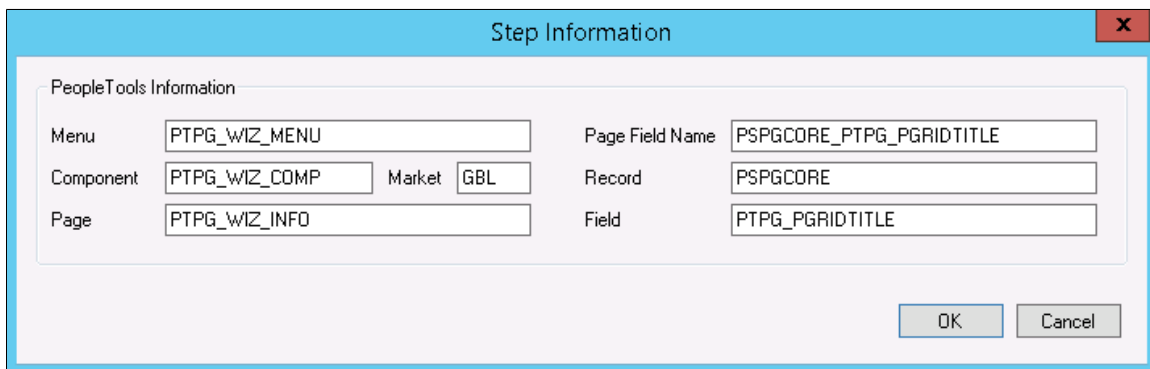 Step Information
x
PeopleTools Information
Menu PTPG_WIZ_MENU Page Field Name PSPGCORE_PTPG_PGRIDTITLE
Component PTPG_WIZ_COMP Market GBL Record PSPGCORE
Page PTPG_WIZ_INFO Field PTPG_PGRIDTITLE
OK Cancel